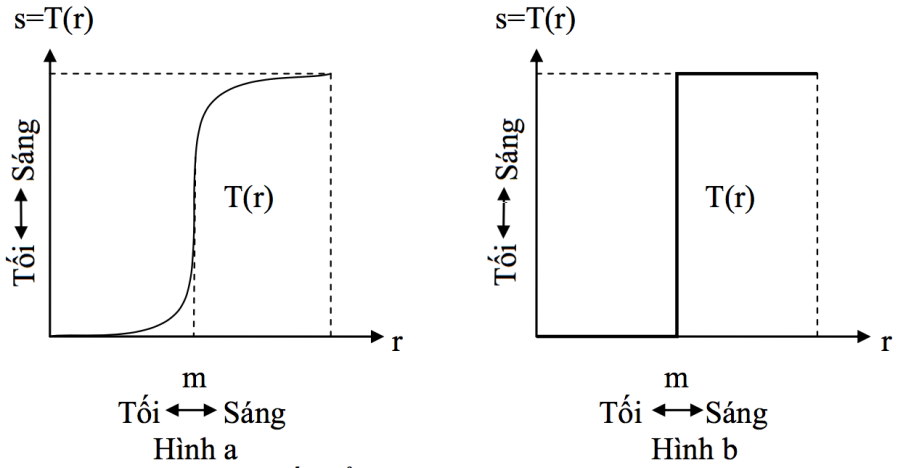 s=T(r)
Tối ↔ Sáng
T(r)
r
m
Tối ↔ Sáng
Hình a
s=T(r)
Tối ↔ Sáng
T(r)
r
m
Tối ↔ Sáng
Hình b